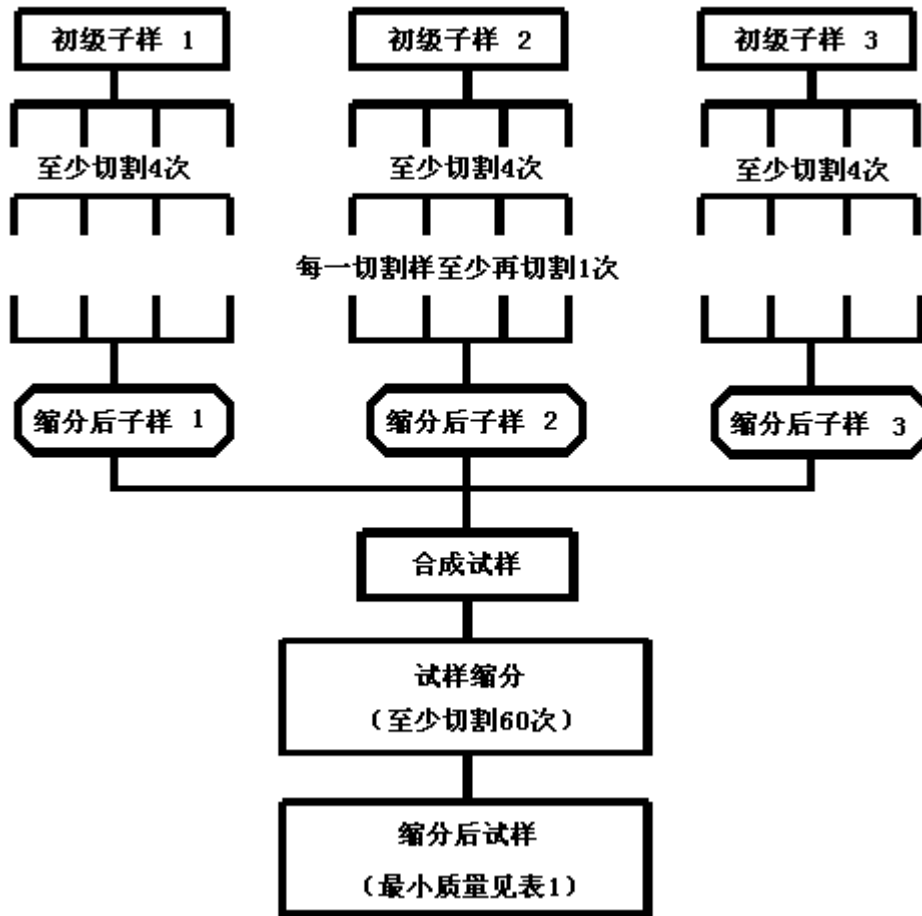 初级子样 1
初级子样 2
初级子样 3
至少切割4次
至少切割4次
至少切割4次
每一切割样至少再切割1次
缩分后子样 1
缩分后子样 2
缩分后子样 3
合成试样
试样缩分
（至少切割60次）
缩分后试样
（最小质量见表1）